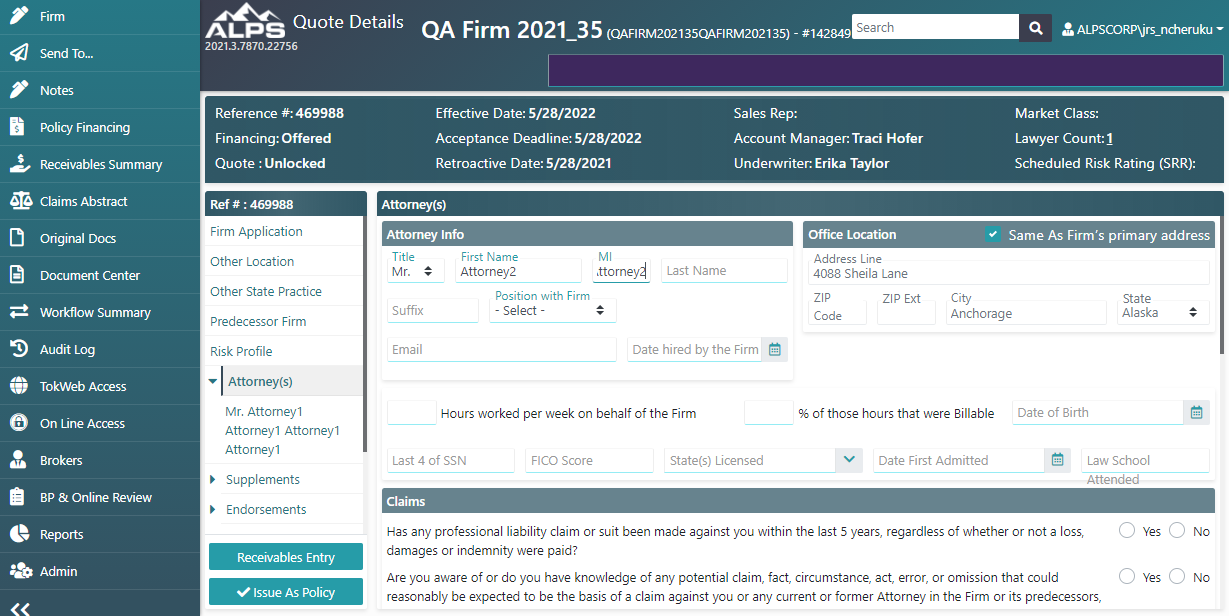 Firm
Send To...
Notes
Policy Financing
Receivables Summary
Claims Abstract
Original Docs
Document Center
Workflow Summary
Audit Log
TokWeb Access
On Line Access
Brokers
BP & Online Review
Reports
Admin
ALPS
2021.3.7870.22756
Quote Details
QA Firm 2021_35 (QAFIRM202135QAFIRM202135) - #142849
Search
ALPSCORP\jrs_ncheruku
Reference #: 469988
Effective Date: 5/28/2022
Sales Rep:
Market Class:
Financing: Offered
Acceptance Deadline: 5/28/2022
Account Manager: Traci Hofer
Lawyer Count: 1
Quote : Unlocked
Retroactive Date: 5/28/2021
Underwriter: Erika Taylor
Scheduled Risk Rating (SRR):
Ref # : 469988
Firm Application
Other Location
Other State Practice
Predecessor Firm
Risk Profile
Attorney(s)
Mr. Attorney1
Attorney1 Attorney1
Attorney1
Supplements
Endorsements
Receivables Entry
Issue As Policy
Attorney(s)
Attorney Info
Title
First Name
MI
Mr.
Attorney2
ttorney2
Last Name
Suffix
Position with Firm
- Select -
Email
Date hired by the Firm
Office Location
Same As Firm's primary address
Address Line
4088 Sheila Lane
ZIP
Code
ZIP Ext
City
Anchorage
State
Alaska
Hours worked per week on behalf of the Firm
% of those hours that were Billable
Date of Birth
Last 4 of SSN
FICO Score
State(s) Licensed
Date First Admitted
Law School
Attended
Claims
Has any professional liability claim or suit been made against you within the last 5 years, regardless of whether or not a loss,
damages or indemnity were paid?
Yes
No
Are you aware of or do you have knowledge of any potential claim, fact, circumstance, act, error, or omission that could
reasonably be expected to be the basis of a claim against you or any current or former Attorney in the Firm or its predecessors,
Yes
No